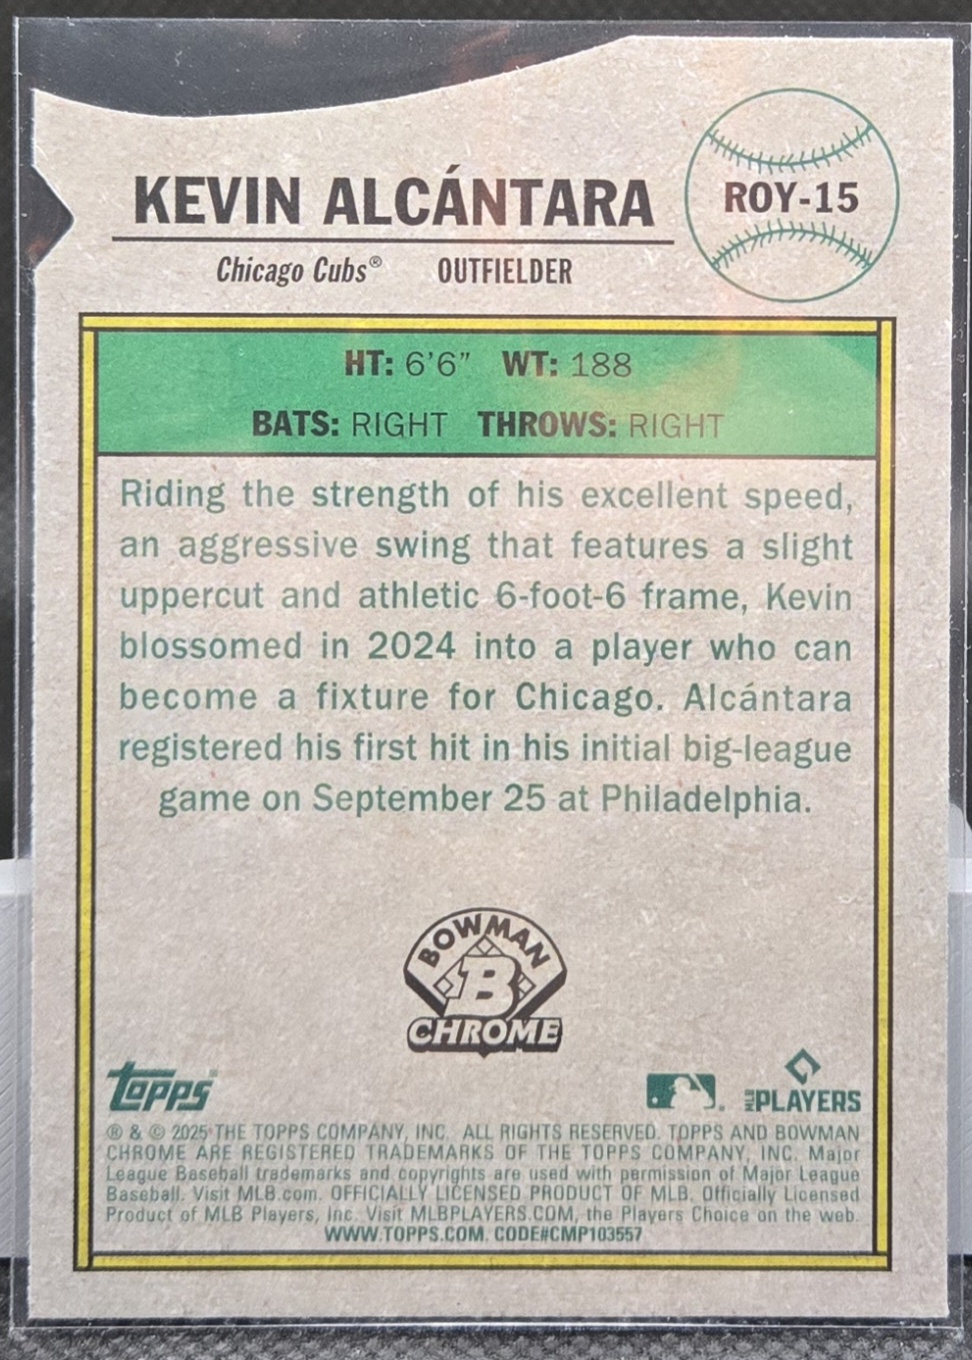 KEVIN ALCÁNTARA
ROY-15
Chicago Cubs® OUTFIELDER
HT: 6'6" WT: 188
BATS: RIGHT THROWS: RIGHT
Riding the strength of his excellent speed,
an aggressive swing that features a slight
uppercut and athletic 6-foot-6 frame, Kevin
blossomed in 2024 into a player who can
become a fixture for Chicago. Alcántara
registered his first hit in his initial big-league
game on September 25 at Philadelphia.
BOWMAN
B
CHROME
Topps®
MLB PLAYERS
® & © 2025 THE TOPPS COMPANY, INC. ALL RIGHTS RESERVED. TOPPS AND BOWMAN
CHROME ARE REGISTERED TRADEMARKS OF THE TOPPS COMPANY, INC. Major
League Baseball trademarks and copyrights are used with permission of Major League
Baseball. Visit MLB.com. OFFICIALLY LICENSED PRODUCT OF MLB. Officially Licensed
Product of MLB Players, Inc. Visit MLBPLAYERS.COM, the Players Choice on the web.
WWW.TOPPS.COM. CODE#CMP103557